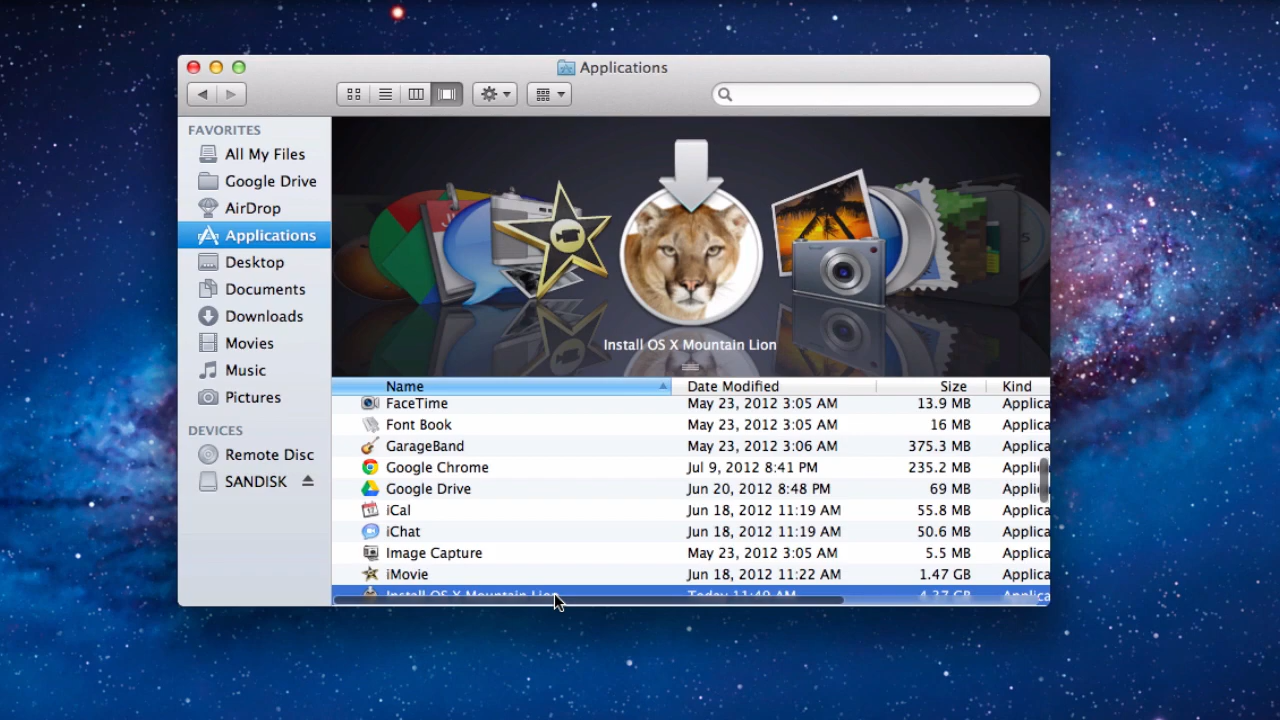 Applications
FAVORITES
All My Files
Google Drive
AirDrop
Applications
Desktop
Documents
Downloads
Movies
Music
Pictures
DEVICES
Remote Disc
SANDISK
Install OS X Mountain Lion
Name Date Modified Size Kind
FaceTime May 23, 2012 3:05 AM 13.9 MB Applica
Font Book May 23, 2012 3:05 AM 16 MB Applica
GarageBand May 23, 2012 3:06 AM 375.3 MB Applica
Google Chrome Jul 9, 2012 8:41 PM 235.2 MB Applic
Google Drive Jun 20, 2012 8:48 PM 69 MB Applic
iCal Jun 18, 2012 11:19 AM 55.8 MB Applica
iChat Jun 18, 2012 11:19 AM 50.6 MB Applica
Image Capture May 23, 2012 3:05 AM 5.5 MB Applica
iMovie Jun 18, 2012 11:22 AM 1.47 GB Applica
Install OS X Mountain Lion Today 11:49 AM 4.37 GB Applica